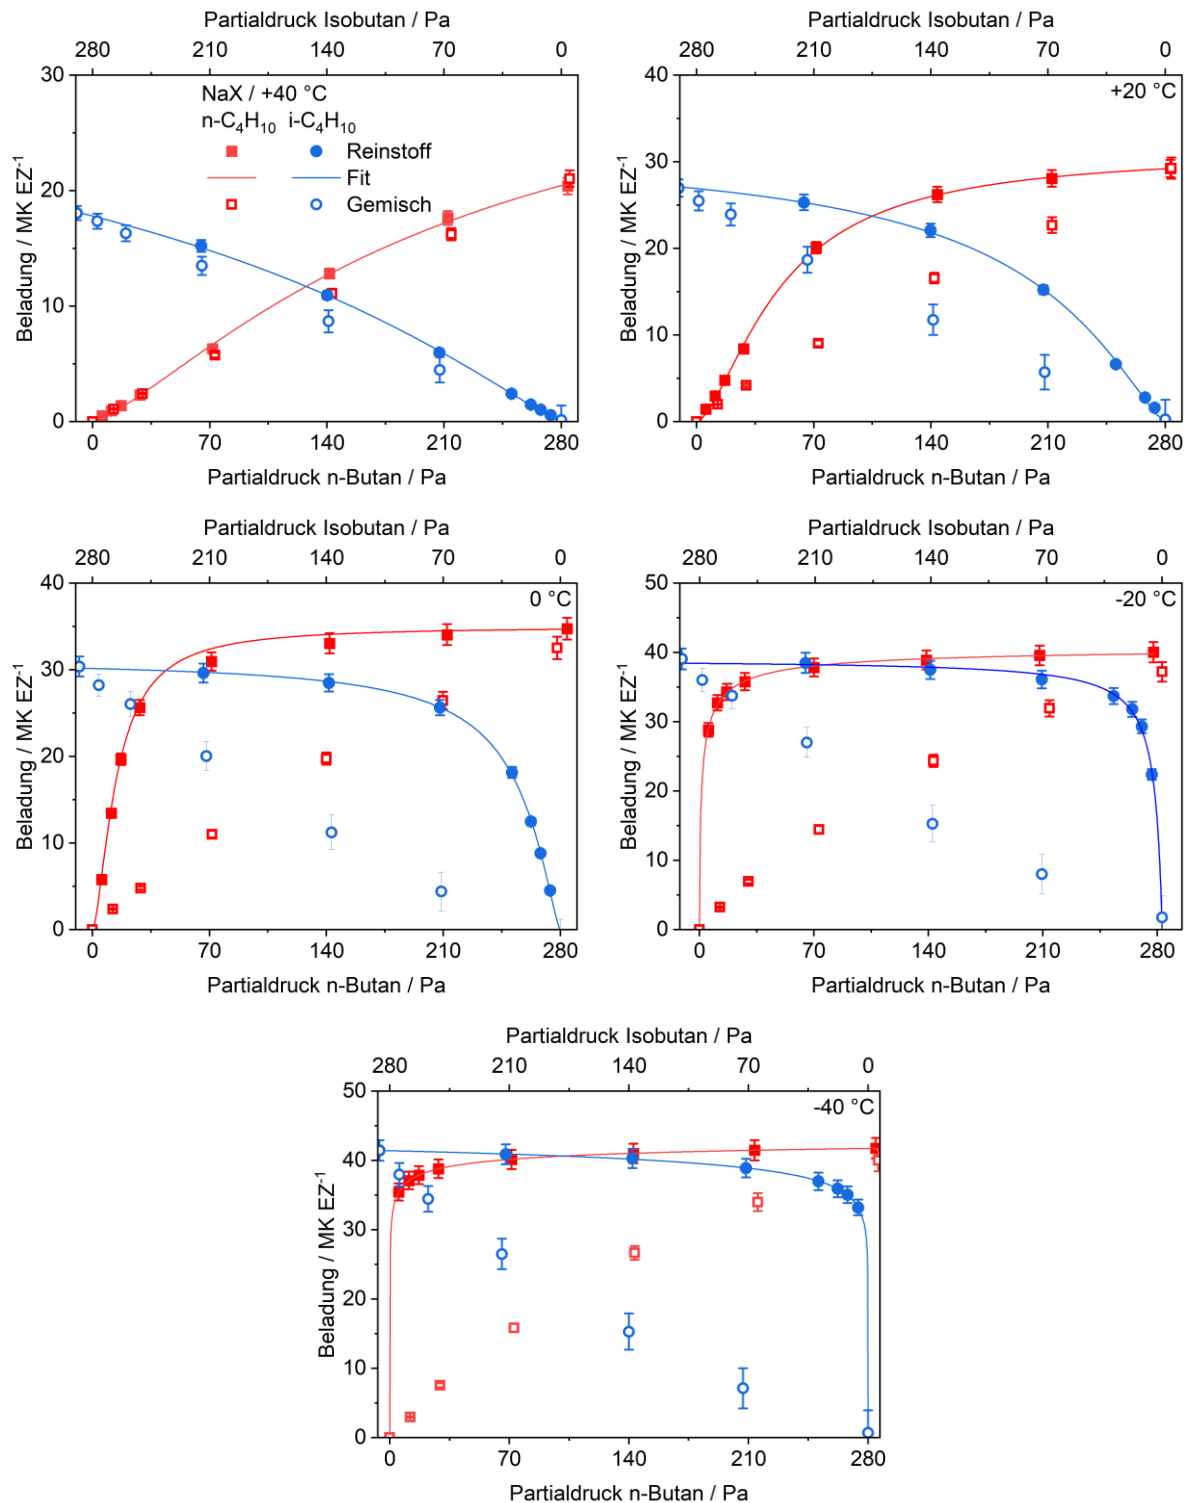 Partialdruck Isobutan / Pa
280 210 140 70 0
30
20
10
0
Beladung / MK EZ⁻¹
NaX / +40 °C
n-C₄H₁₀ i-C₄H₁₀
Reinstoff
Fit
Gemisch
0 70 140 210 280
Partialdruck n-Butan / Pa
Partialdruck Isobutan / Pa
280 210 140 70 0
40
30
20
10
0
Beladung / MK EZ⁻¹
+20 °C
0 70 140 210 280
Partialdruck n-Butan / Pa
Partialdruck Isobutan / Pa
280 210 140 70 0
40
30
20
10
0
Beladung / MK EZ⁻¹
0 °C
0 70 140 210 280
Partialdruck n-Butan / Pa
Partialdruck Isobutan / Pa
280 210 140 70 0
50
40
30
20
10
0
Beladung / MK EZ⁻¹
-20 °C
0 70 140 210 280
Partialdruck n-Butan / Pa
Partialdruck Isobutan / Pa
280 210 140 70 0
50
40
30
20
10
0
Beladung / MK EZ⁻¹
-40 °C
0 70 140 210 280
Partialdruck n-Butan / Pa